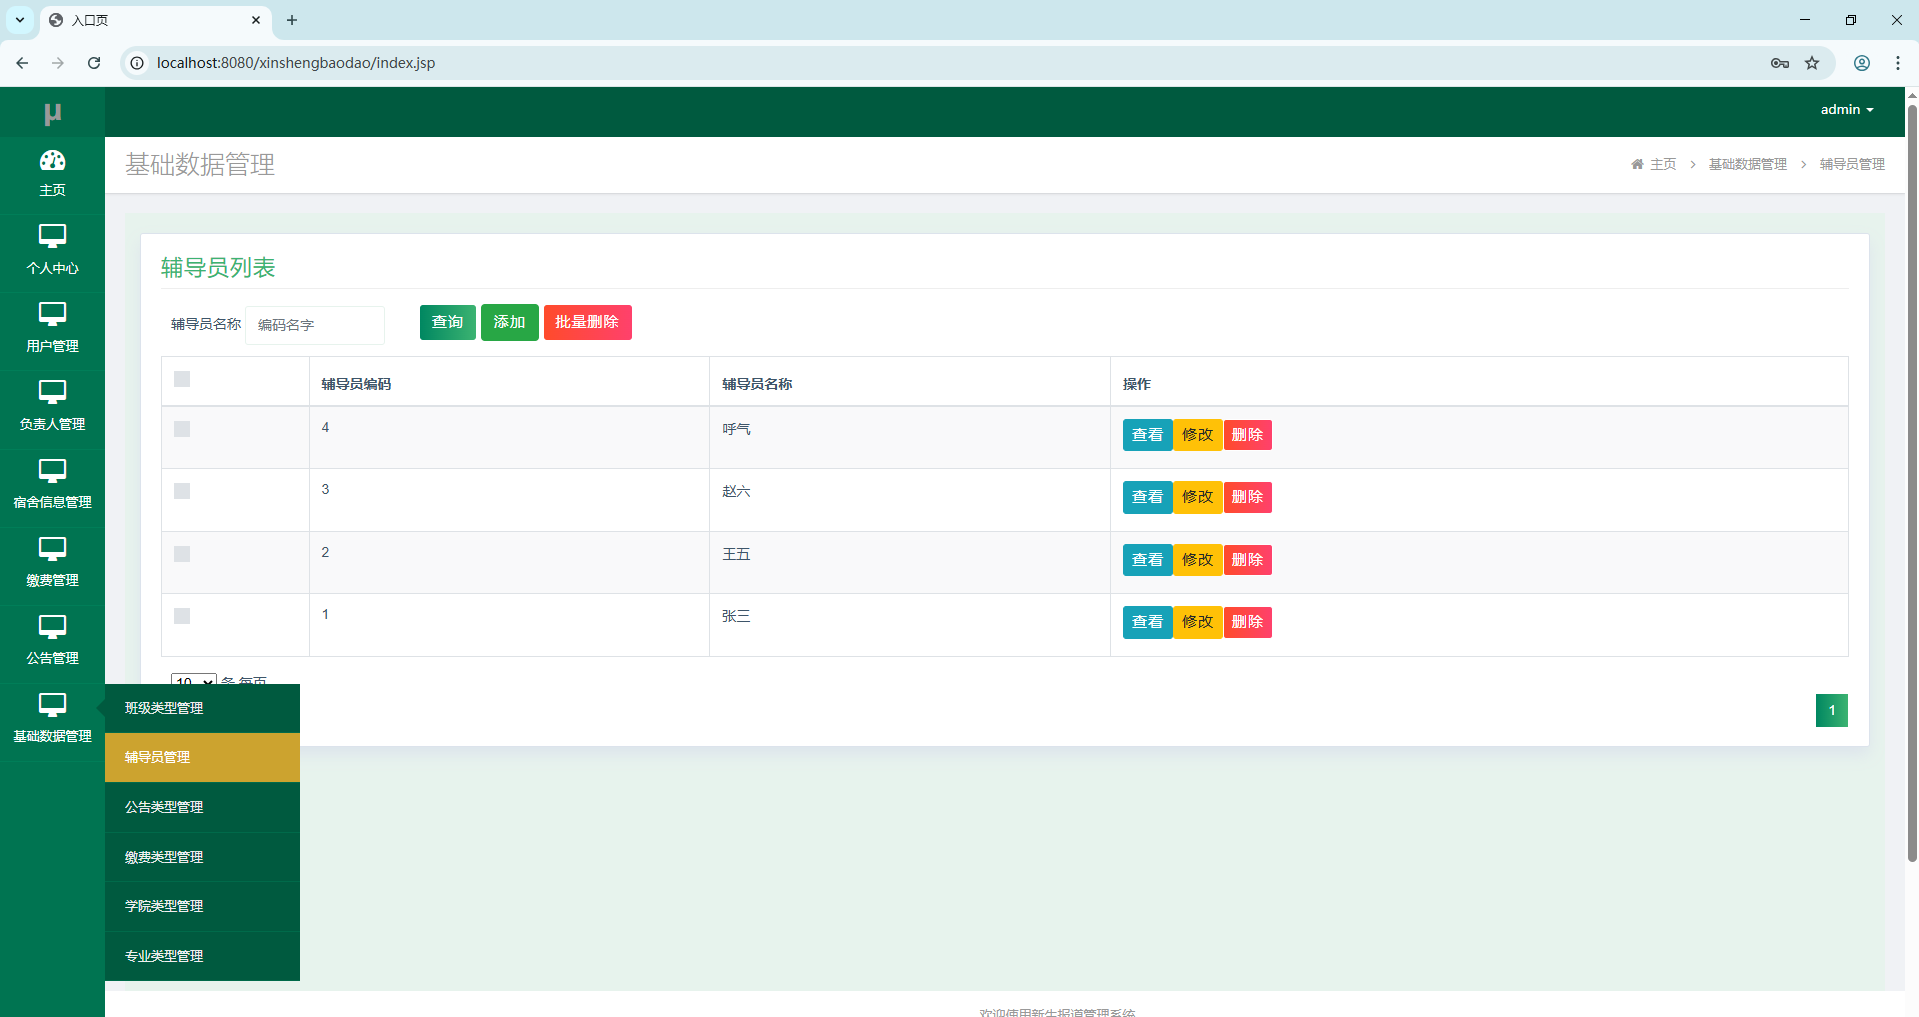 入口页
localhost:8080/xinshengbaodao/index.jsp
µ
admin
主页
个人中心
用户管理
负责人管理
宿舍信息管理
缴费管理
公告管理
基础数据管理
基础数据管理
主页 > 基础数据管理 > 辅导员管理
辅导员列表
辅导员名称 编码名字 查询 添加 批量删除
辅导员编码 辅导员名称 操作
4 呼气 查看 修改 删除
3 赵六 查看 修改 删除
2 王五 查看 修改 删除
1 张三 查看 修改 删除
10 条 每页
1
班级类型管理
辅导员管理
公告类型管理
缴费类型管理
学院类型管理
专业类型管理
欢迎使用新生报道管理系统